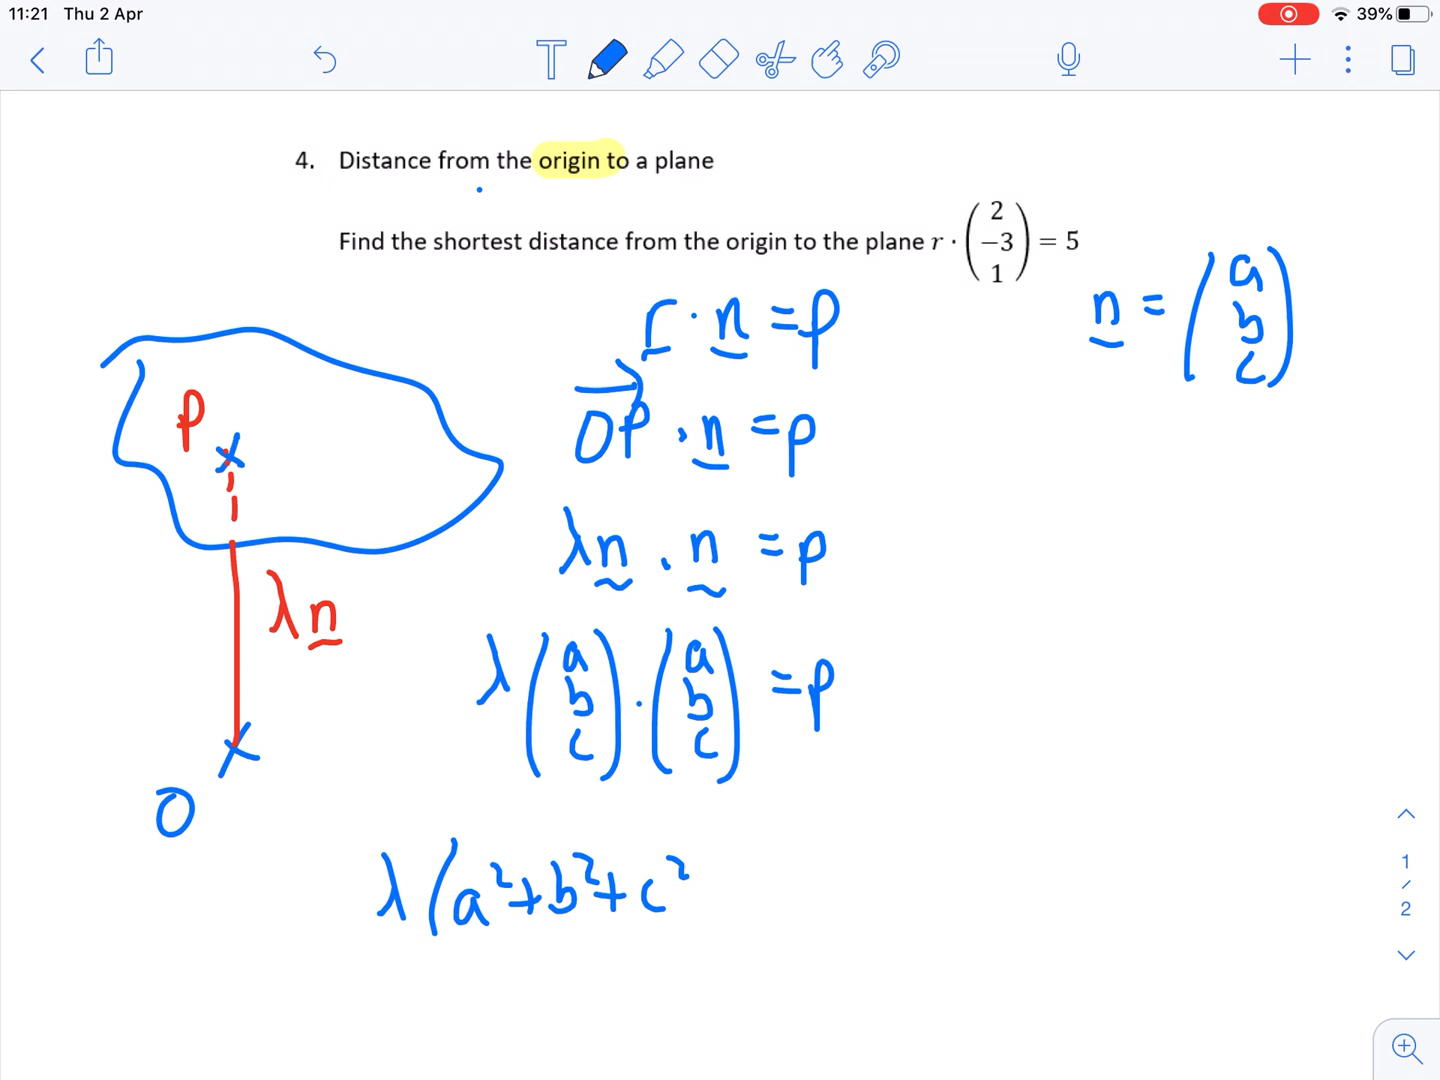 11:21 Thu 2 Apr 39%
4. Distance from the origin to a plane
Find the shortest distance from the origin to the plane r · (2 −3 1) = 5
n = (a b c)
r · n = p
OP · n = p
P
λn · n = p
λn
λ(a b c) · (a b c) = p
O
λ(a²+b²+c²
1
/
2